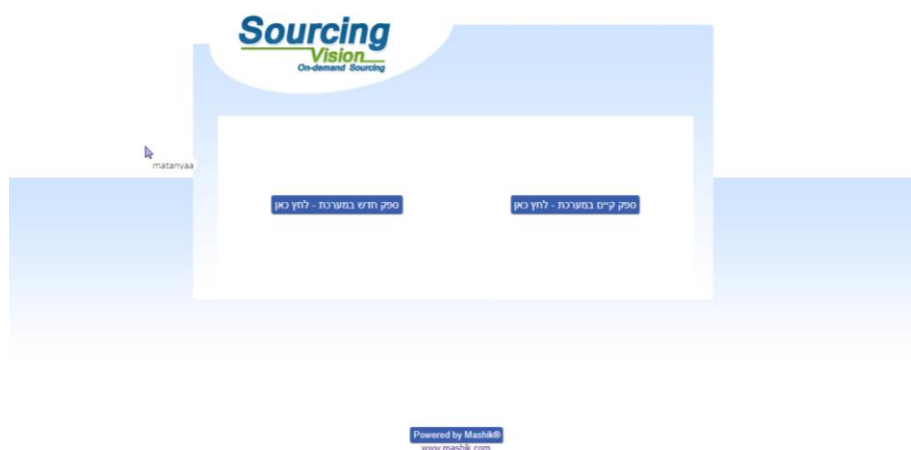 Sourcing
Vision
On-demand Sourcing
matanyaa
ספק קיים במערכת - לחץ כאן
ספק חדש במערכת - לחץ כאן
Powered by Mashik®
www.mashik.com